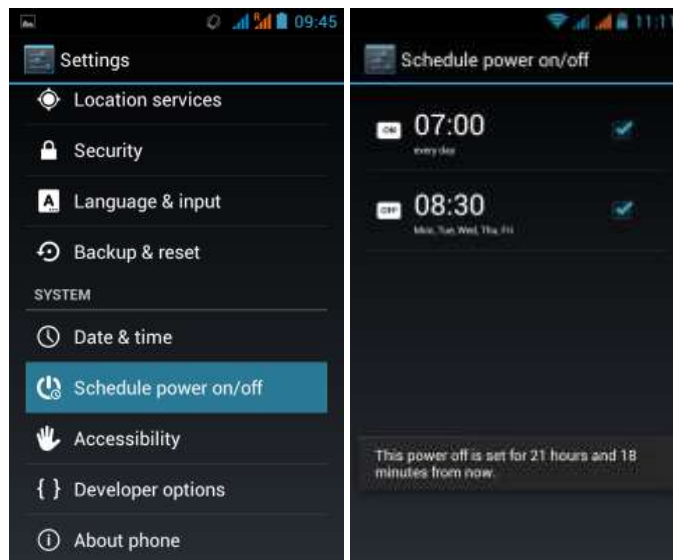 09:45
Settings
Location services
Security
A
Language & input
Backup & reset
SYSTEM
Date & time
Schedule power on/off
Accessibility
{ } Developer options
About phone
11:11
Schedule power on/off
ON
07:00
every day
OFF
08:30
Mon, Tue, Wed, Thu, Fri
This power off is set for 21 hours and 18
minutes from now.